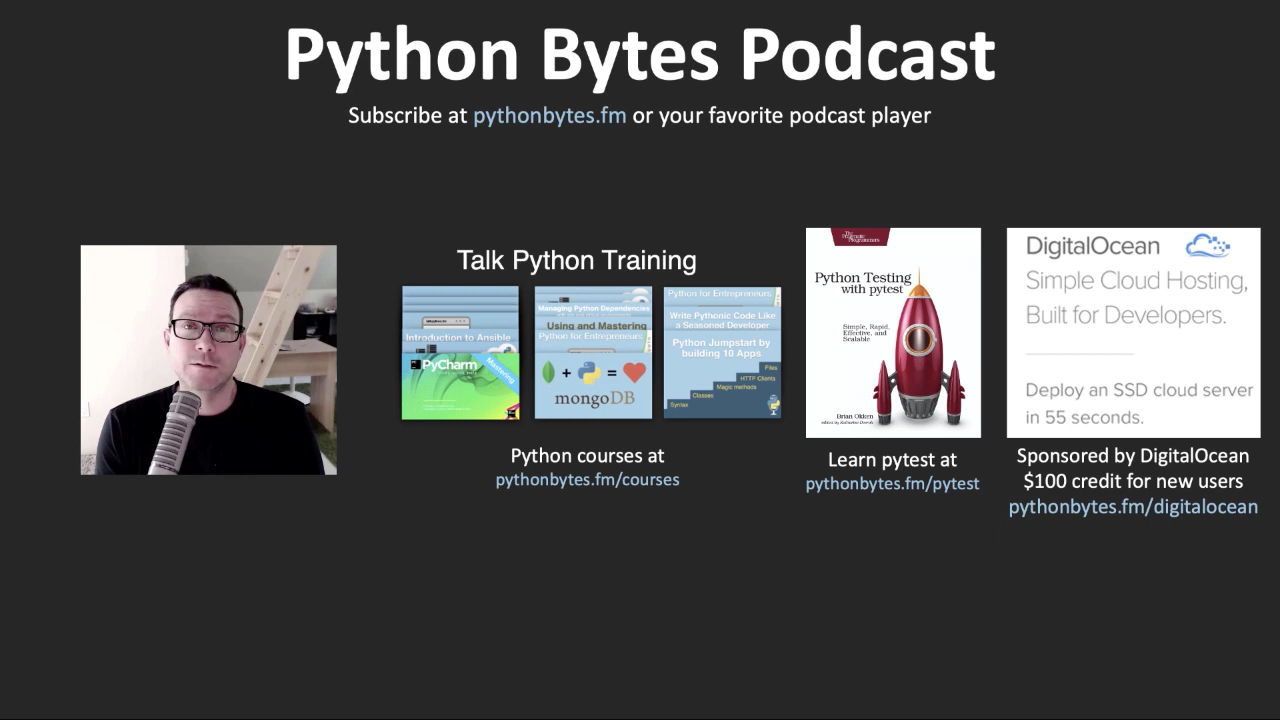 Python Bytes Podcast
Subscribe at pythonbytes.fm or your favorite podcast player
Talk Python Training
Introduction to Ansible
PyCharm
Mastering
Managing Python Dependencies
Using and Mastering
Python for Entrepreneurs
+ =
mongoDB
Python for Entrepreneurs
Write Pythonic Code Like
a Seasoned Developer
Python Jumpstart by
building 10 Apps
Files
HTTP Clients
Magic methods
Classes
Syntax
Python courses at
pythonbytes.fm/courses
The
Pragmatic
Programmers
Python Testing
with pytest
Simple, Rapid,
Effective, and
Scalable
Brian Okken
Learn pytest at
pythonbytes.fm/pytest
DigitalOcean
Simple Cloud Hosting,
Built for Developers.
Deploy an SSD cloud server
in 55 seconds.
Sponsored by DigitalOcean
$100 credit for new users
pythonbytes.fm/digitalocean